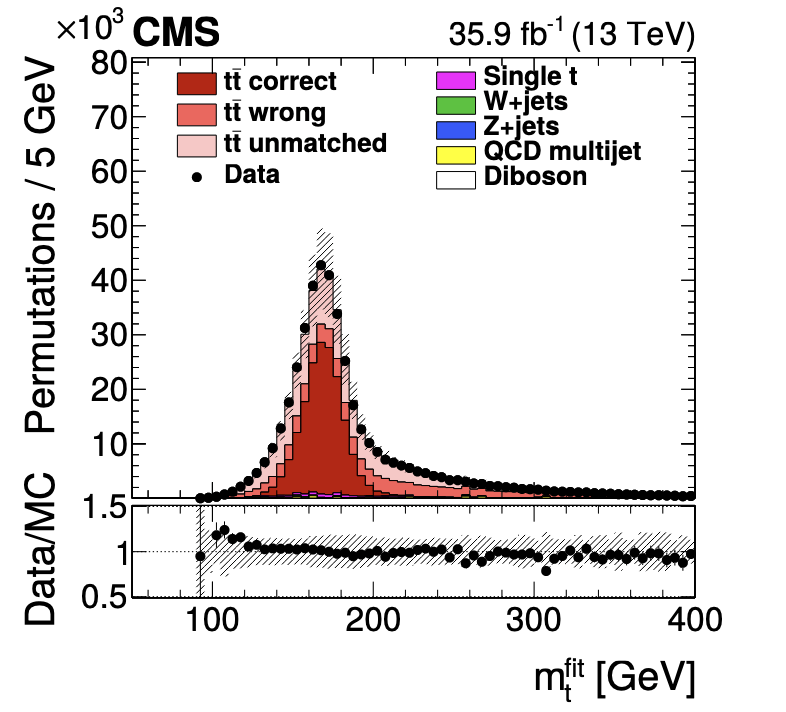 ×10³ CMS 35.9 fb⁻¹ (13 TeV)
Permutations / 5 GeV
80
70
60
50
40
30
20
10
tt̄ correct
tt̄ wrong
tt̄ unmatched
Data
Single t
W+jets
Z+jets
QCD multijet
Diboson
Data/MC
1.5
1
0.5
100 200 300 400
mₜᶠⁱᵗ [GeV]